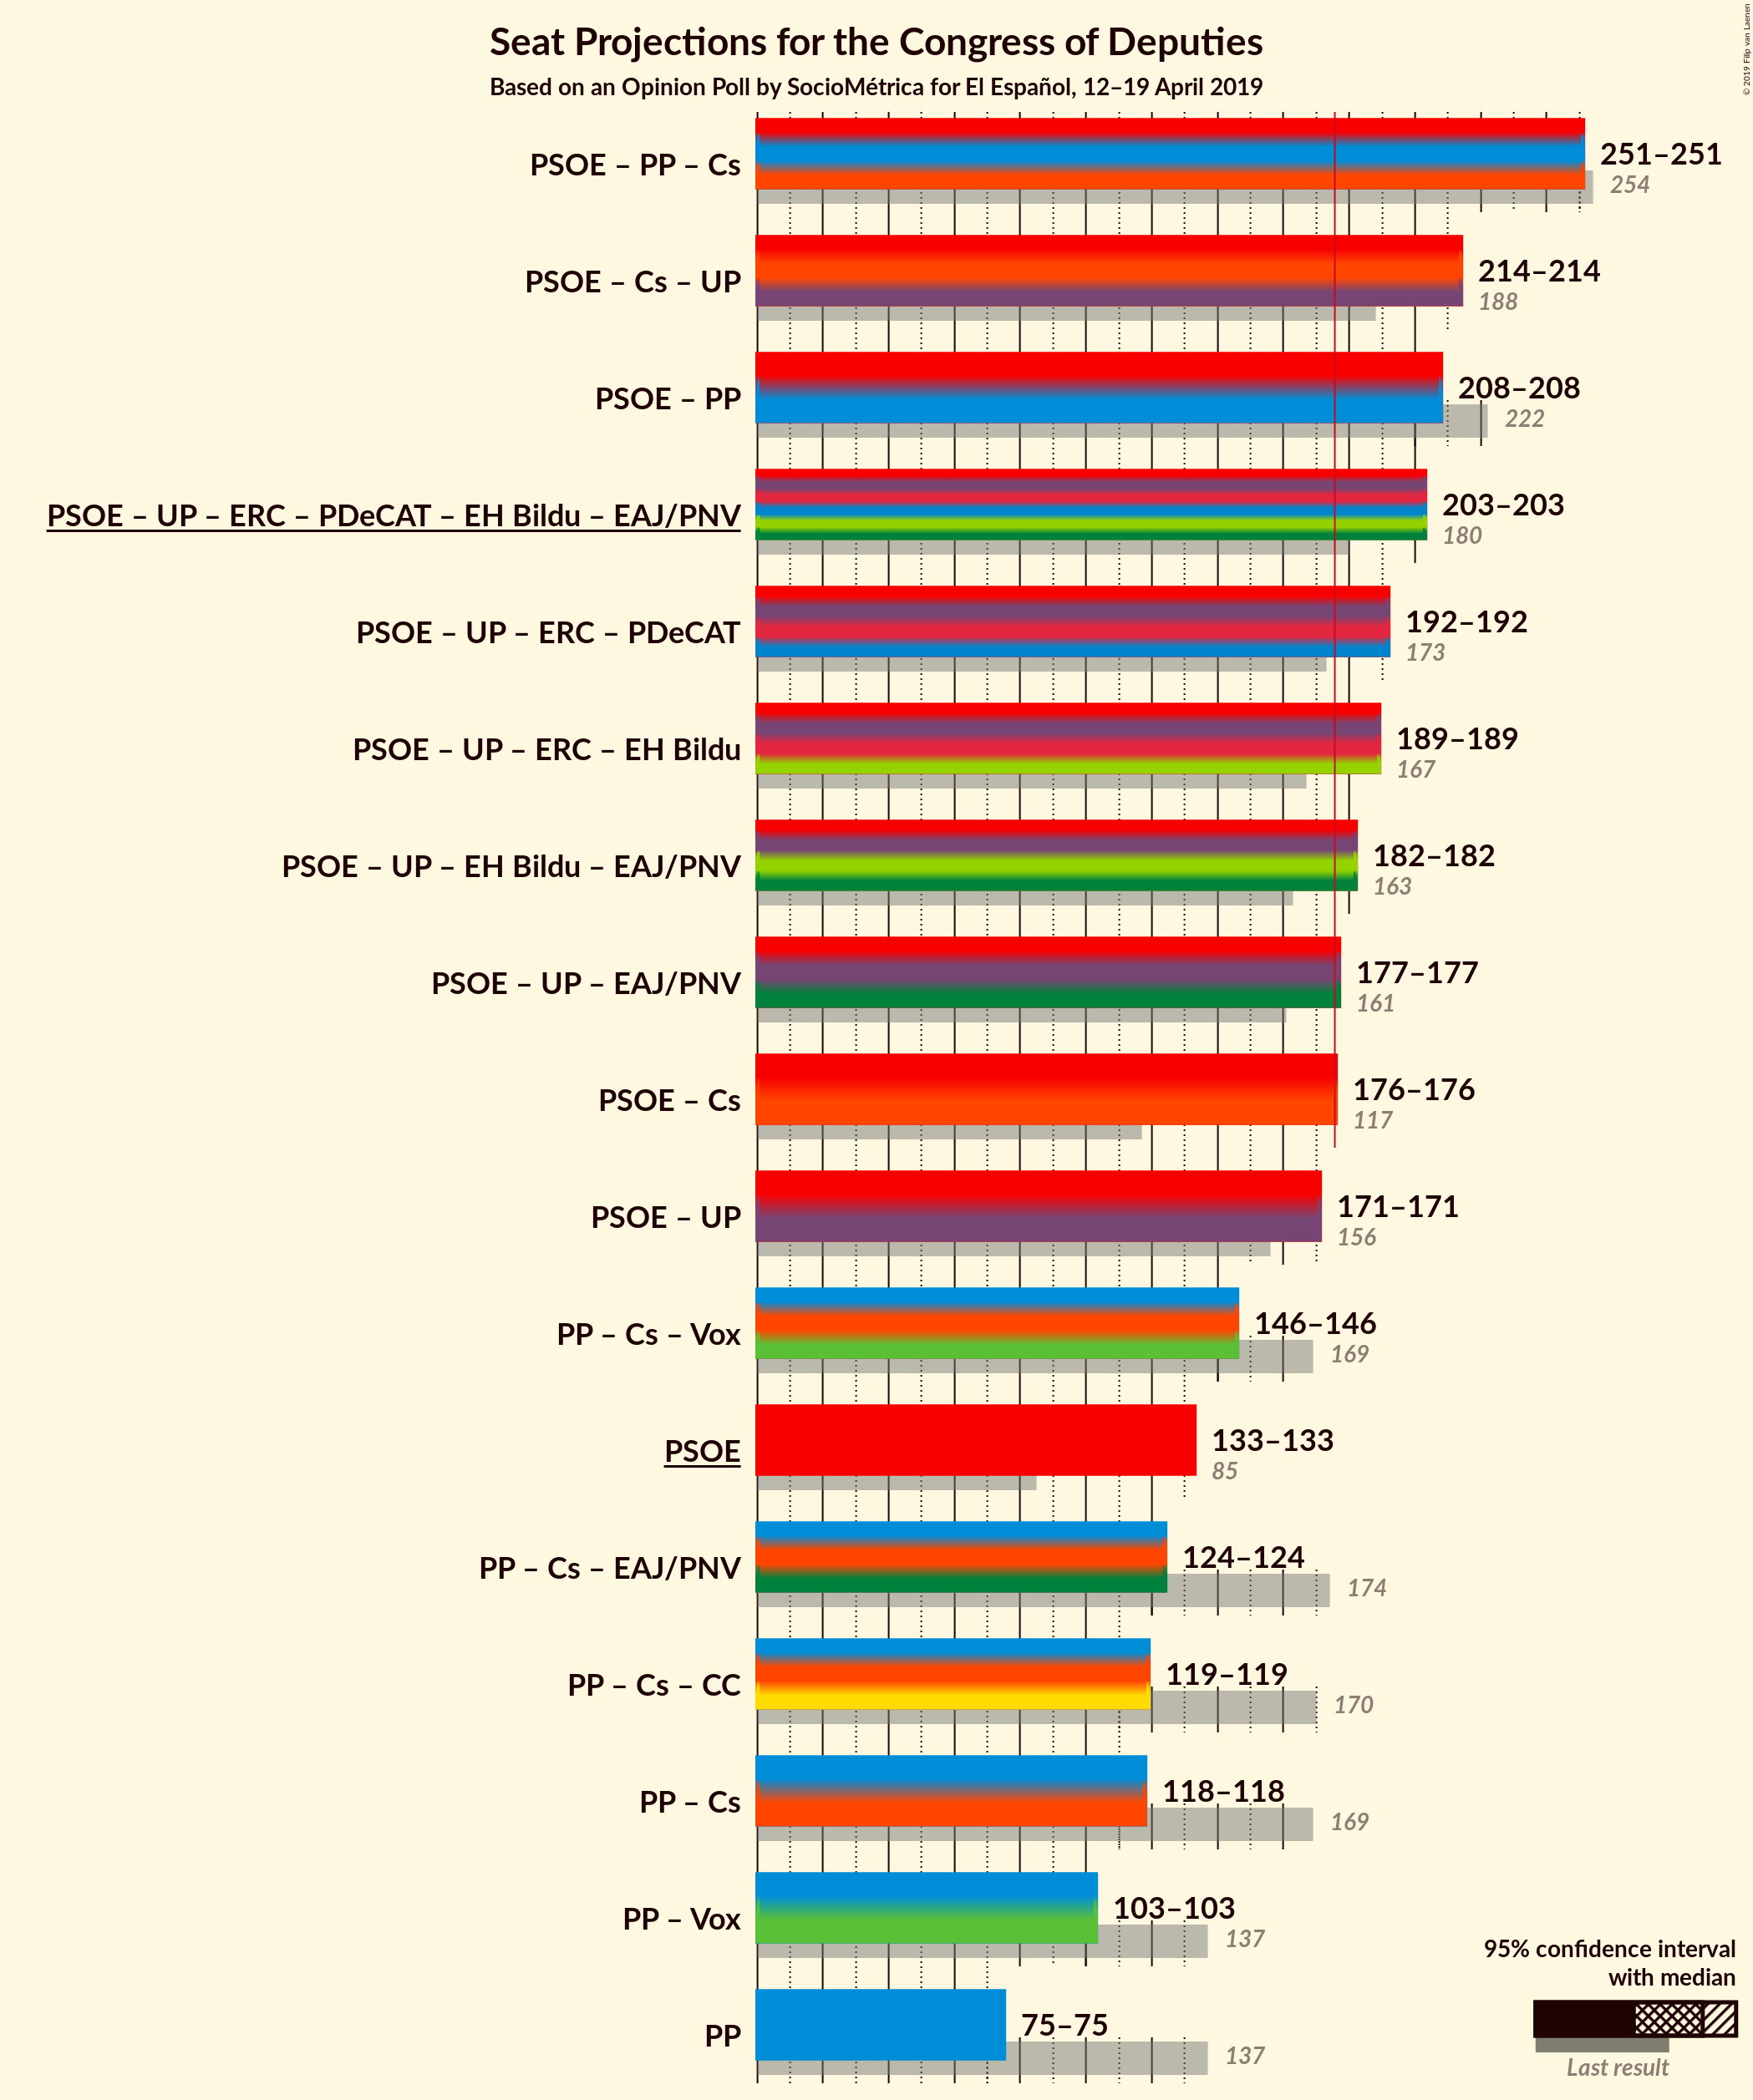 Seat Projections for the Congress of Deputies
Based on an Opinion Poll by SocioMétrica for El Español, 12–19 April 2019
© 2019 Filip van Laenen
PSOE – PP – Cs
251–251
254
PSOE – Cs – UP
214–214
188
PSOE – PP
208–208
222
PSOE – UP – ERC – PDeCAT – EH Bildu – EAJ/PNV
203–203
180
PSOE – UP – ERC – PDeCAT
192–192
173
PSOE – UP – ERC – EH Bildu
189–189
167
PSOE – UP – EH Bildu – EAJ/PNV
182–182
163
PSOE – UP – EAJ/PNV
177–177
161
PSOE – Cs
176–176
117
PSOE – UP
171–171
156
PP – Cs – Vox
146–146
169
PSOE
133–133
85
PP – Cs – EAJ/PNV
124–124
174
PP – Cs – CC
119–119
170
PP – Cs
118–118
169
PP – Vox
103–103
137
PP
75–75
137
95% confidence interval
with median
Last result